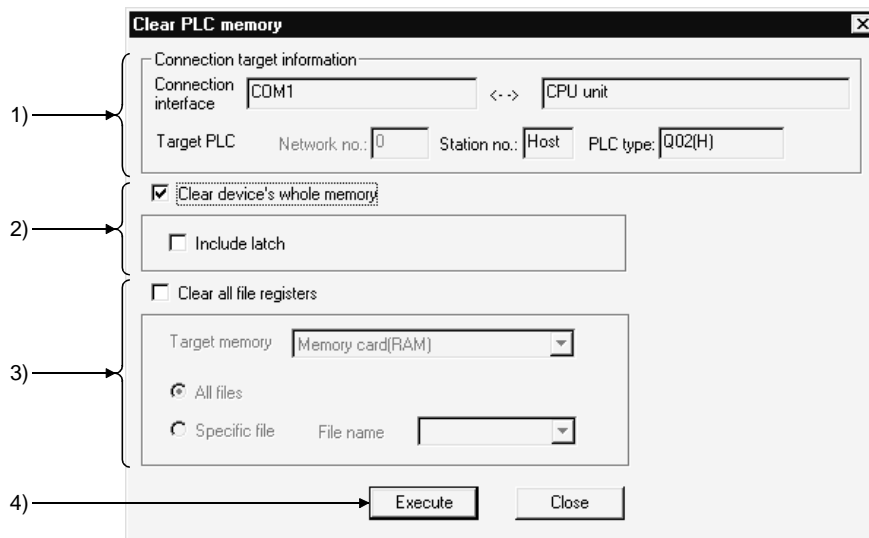 Clear PLC memory
Connection target information
1)
Connection interface
COM1 <--> CPU unit
Target PLC Network no.: 0 Station no.: Host PLC type: Q02(H)
Clear device's whole memory
2)
Include latch
Clear all file registers
Target memory Memory card(RAM)
3)
All files
Specific file File name
4) Execute Close